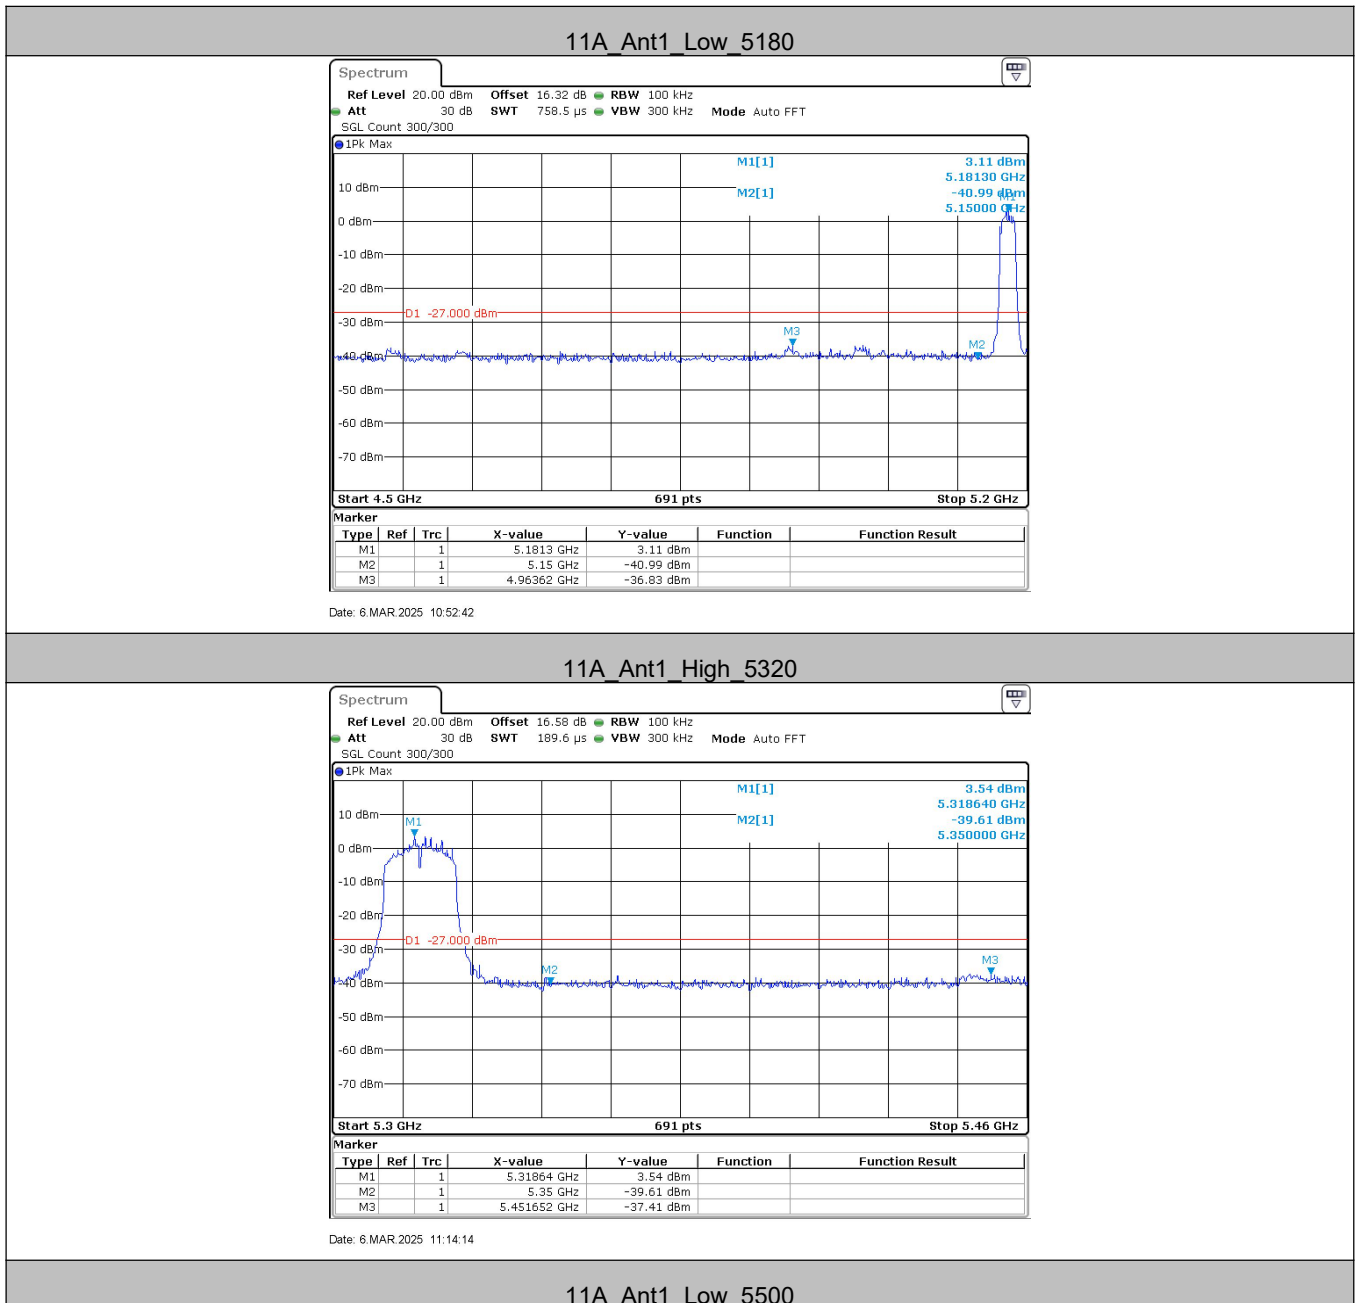 11A_Ant1_Low_5180
Spectrum
Ref Level 20.00 dBm Offset 16.32 dB RBW 100 kHz
Att 30 dB SWT 758.5 µs VBW 300 kHz Mode Auto FFT
SGL Count 300/300
1Pk Max
M1[1] 3.11 dBm
5.18130 GHz
M2[1] -40.99 dBm
5.15000 GHz
M1
10 dBm
0 dBm
-10 dBm
-20 dBm
D1 -27.000 dBm
-30 dBm
M3
M2
-40 dBm
-50 dBm
-60 dBm
-70 dBm
Start 4.5 GHz 691 pts Stop 5.2 GHz
Marker
Type Ref Trc X-value Y-value Function Function Result
M1 1 5.1813 GHz 3.11 dBm
M2 1 5.15 GHz -40.99 dBm
M3 1 4.96362 GHz -36.83 dBm
Date: 6.MAR.2025 10:52:42
11A_Ant1_High_5320
Spectrum
Ref Level 20.00 dBm Offset 16.58 dB RBW 100 kHz
Att 30 dB SWT 189.6 µs VBW 300 kHz Mode Auto FFT
SGL Count 300/300
1Pk Max
M1[1] 3.54 dBm
5.318640 GHz
M2[1] -39.61 dBm
5.350000 GHz
10 dBm
M1
0 dBm
-10 dBm
-20 dBm
D1 -27.000 dBm
-30 dBm
M3
M2
-40 dBm
-50 dBm
-60 dBm
-70 dBm
Start 5.3 GHz 691 pts Stop 5.46 GHz
Marker
Type Ref Trc X-value Y-value Function Function Result
M1 1 5.31864 GHz 3.54 dBm
M2 1 5.35 GHz -39.61 dBm
M3 1 5.451652 GHz -37.41 dBm
Date: 6.MAR.2025 11:14:14
11A_Ant1_Low_5500